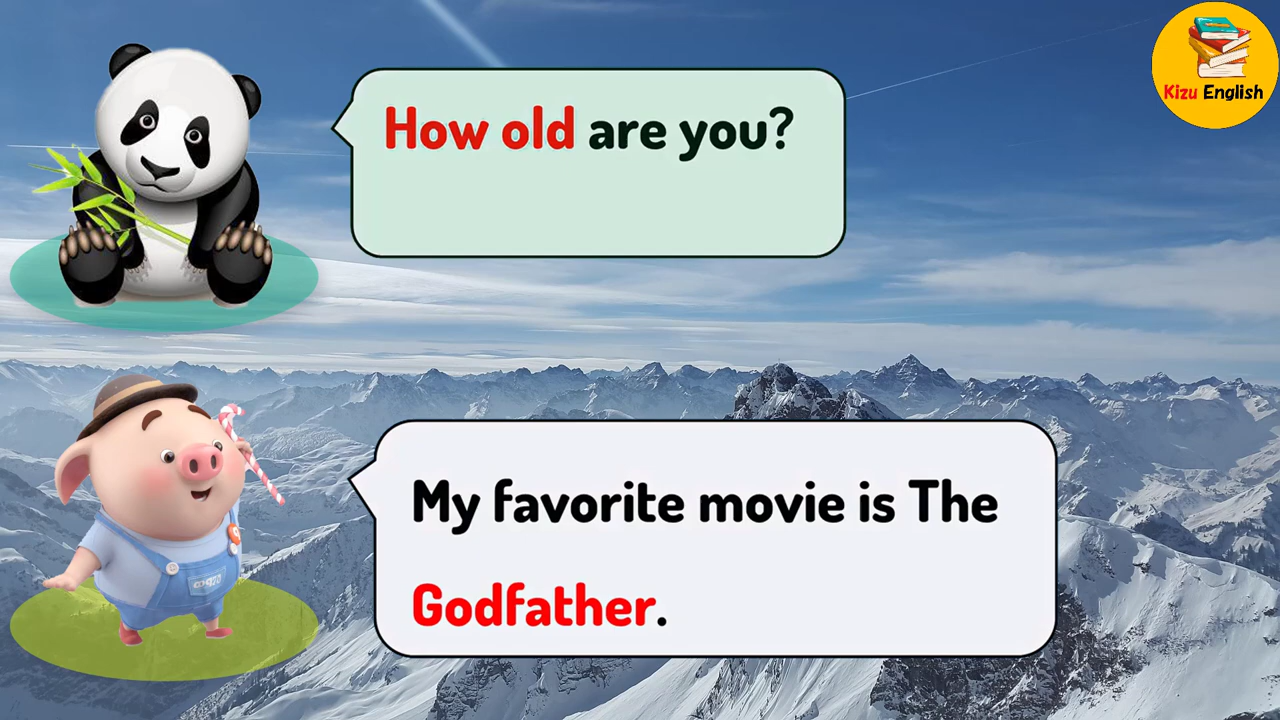 Kizu English
How old are you?
My favorite movie is The
Godfather.